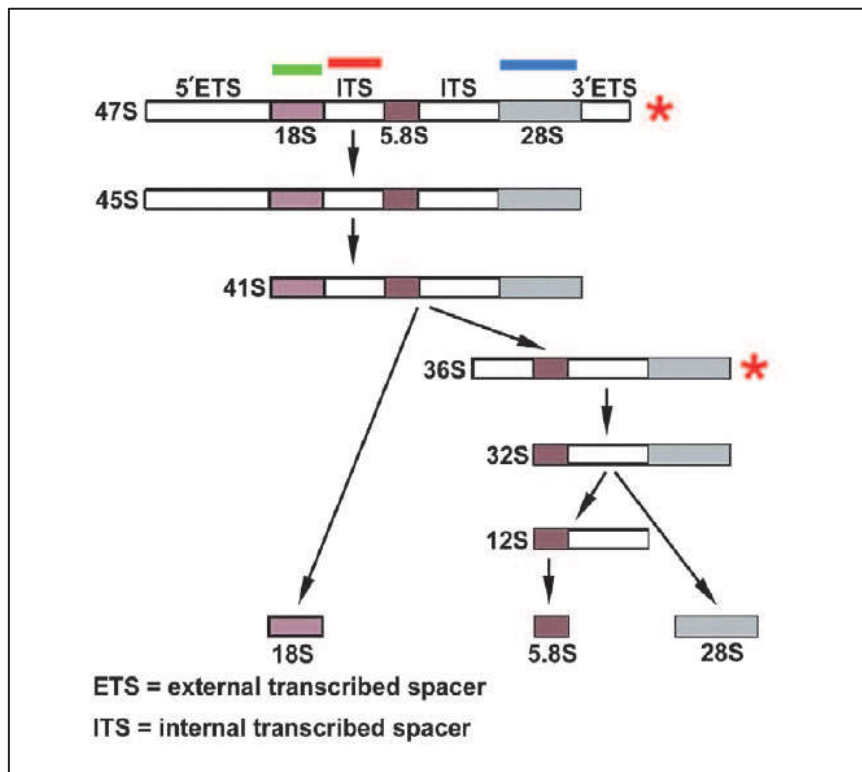 5´ETS ITS ITS 3´ETS
47S *
18S 5.8S 28S
45S
41S
36S *
32S
12S
18S 5.8S 28S
ETS = external transcribed spacer
ITS = internal transcribed spacer